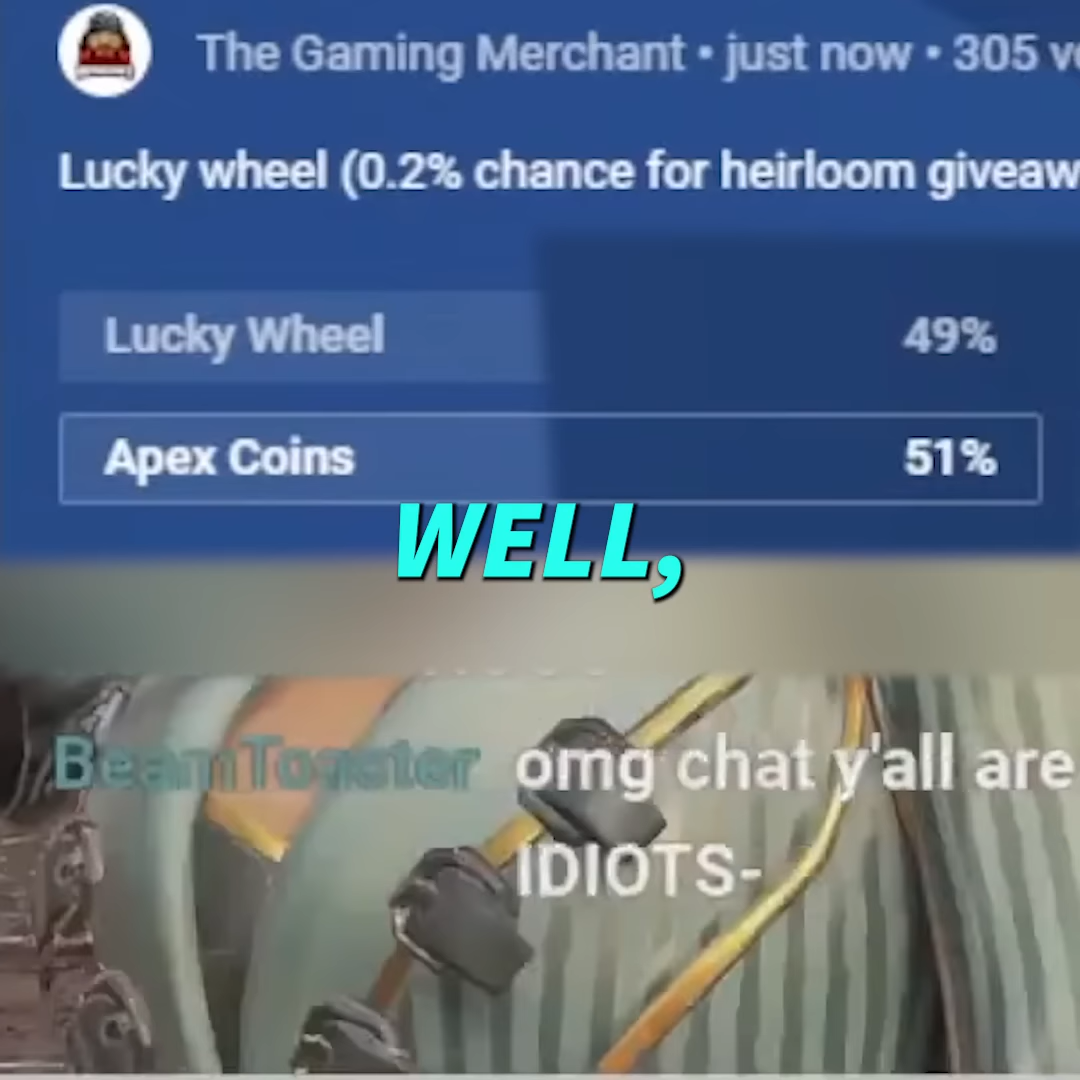 The Gaming Merchant • just now • 305
Lucky wheel (0.2% chance for heirloom giveaw
Lucky Wheel 49%
Apex Coins 51%
WELL,
BeamToaster omg chat y'all are
IDIOTS-